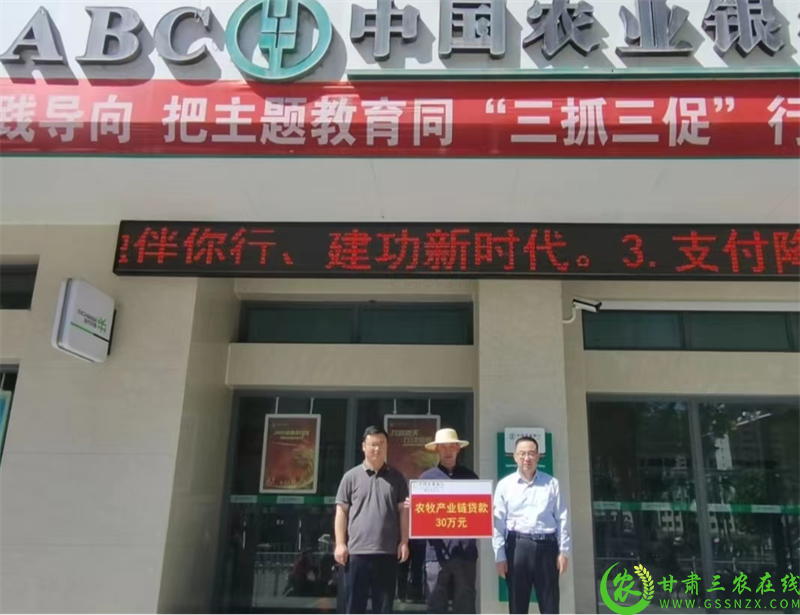 ABC 中国农业银
践导向 把主题教育同 “三抓三促” 行
伴你行、建功新时代。3.支付降
农牧产业链贷款
30万元
甘肃三农在线
www.GSSNZX.COM